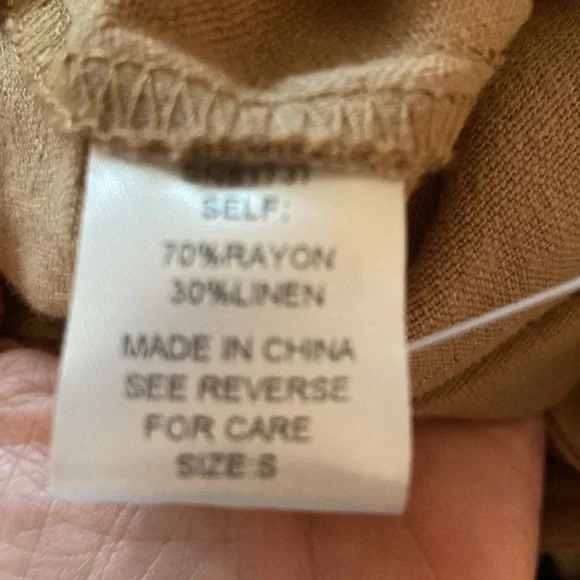 SELF:
70%RAYON
30%LINEN
MADE IN CHINA
SEE REVERSE
FOR CARE
SIZE:S